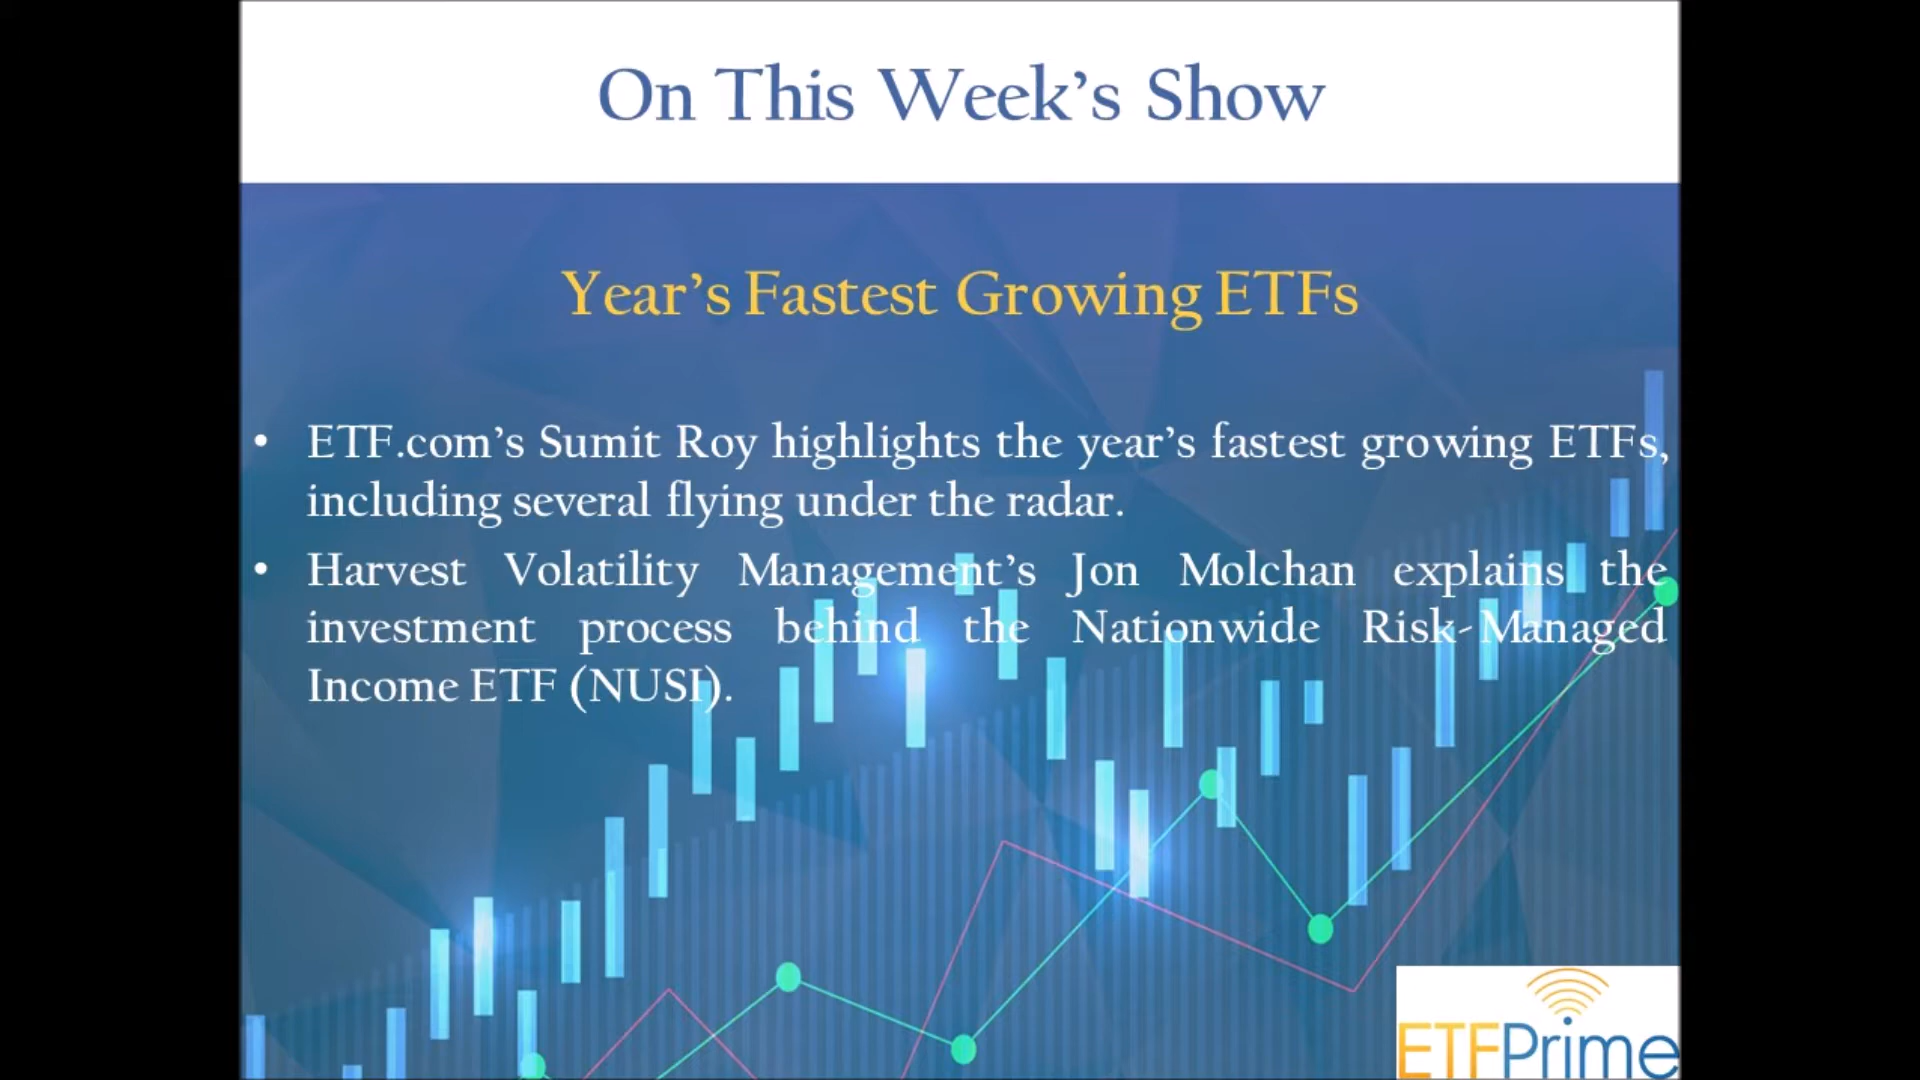 On This Week's Show
Year's Fastest Growing ETFs
• ETF.com's Sumit Roy highlights the year's fastest growing ETFs,
including several flying under the radar.
• Harvest Volatility Management's Jon Molchan explains the
investment process behind the Nationwide Risk-Managed
Income ETF (NUSI).
ETFPrime